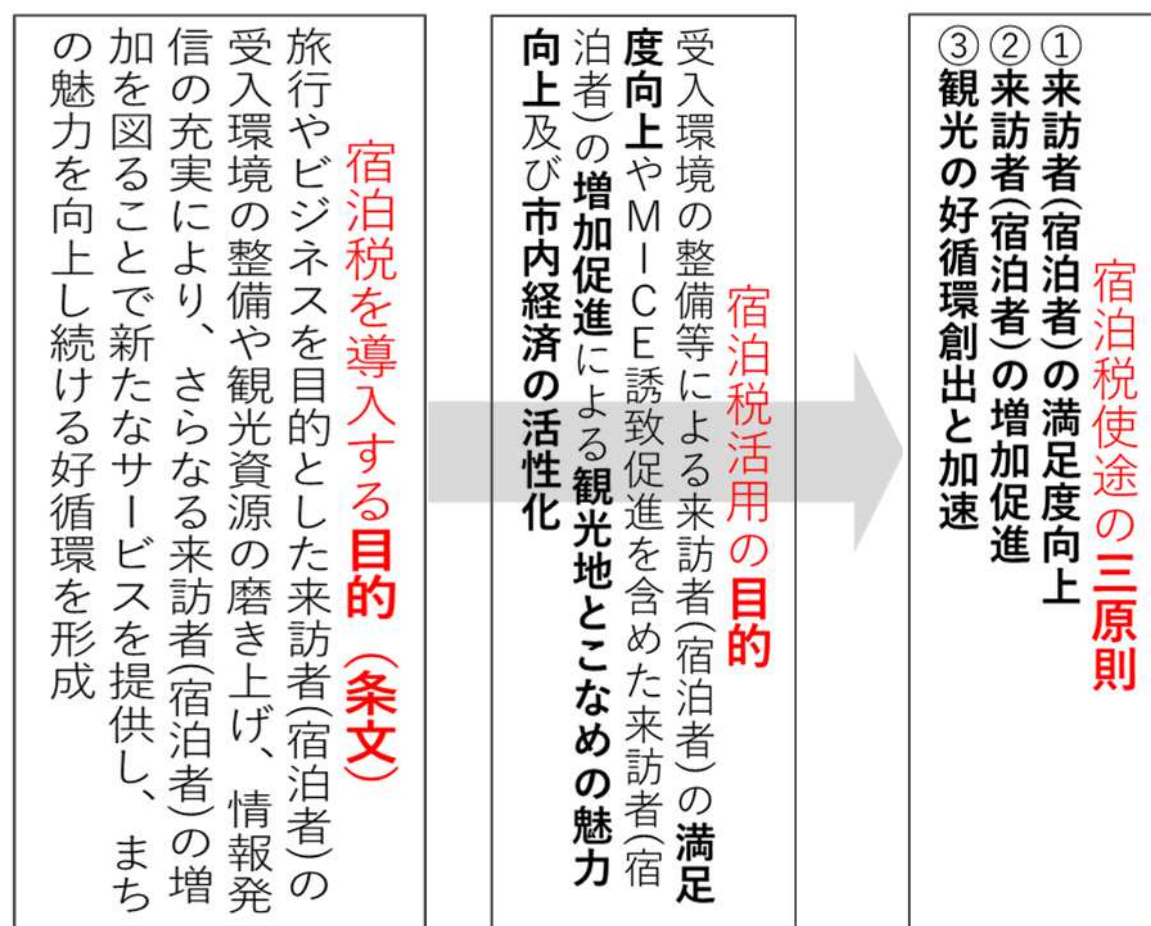 宿泊税を導入する目的（条文）
旅行やビジネスを目的とした来訪者(宿泊者)の
受入環境の整備や観光資源の磨き上げ、情報発
信の充実により、さらなる来訪者(宿泊者)の増
加を図ることで新たなサービスを提供し、まち
の魅力を向上し続ける好循環を形成
宿泊税活用の目的
受入環境の整備等による来訪者(宿泊者)の満足
度向上やMICE誘致促進を含めた来訪者(宿
泊者)の増加促進による観光地とこなめの魅力
向上及び市内経済の活性化
宿泊税使途の三原則
①来訪者(宿泊者)の満足度向上
②来訪者(宿泊者)の増加促進
③観光の好循環創出と加速